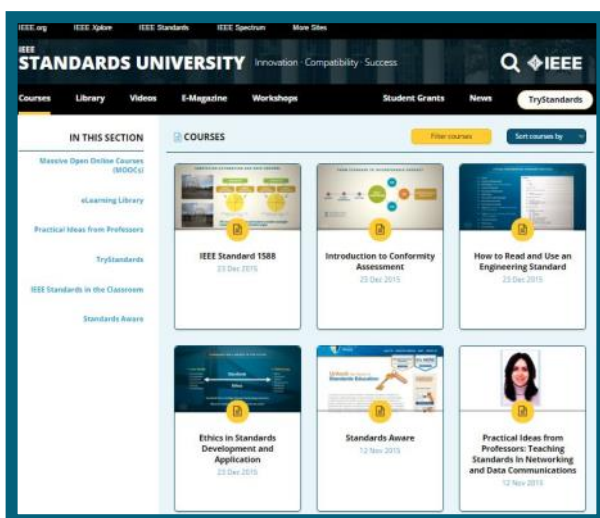 IEEE.org IEEE Xplore IEEE Standards IEEE Spectrum More Sites
IEEE
STANDARDS UNIVERSITY Innovation · Compatibility · Success IEEE
Courses Library Videos E-Magazine Workshops Student Grants News TryStandards
IN THIS SECTION
Massive Open Online Courses
(MOOCs)
eLearning Library
Practical Ideas from Professors
TryStandards
IEEE Standards in the Classroom
Standards Aware
COURSES Filter courses Sort courses by
IEEE Standard 1588
23 Dec 2015
Introduction to Conformity
Assessment
23 Dec 2015
How to Read and Use an
Engineering Standard
23 Dec 2015
Ethics in Standards
Development and
Application
23 Dec 2015
Standards Education
Standards Aware
12 Nov 2015
Practical Ideas from
Professors: Teaching
Standards In Networking
and Data Communications
12 Nov 2015